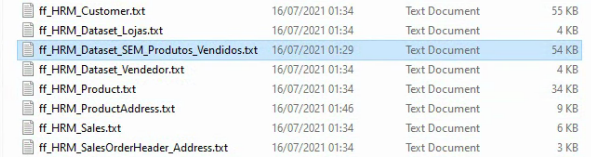 ff_HRM_Customer.txt 16/07/2021 01:34 Text Document 55 KB
ff_HRM_Dataset_Lojas.txt 16/07/2021 01:34 Text Document 4 KB
ff_HRM_Dataset_SEM_Produtos_Vendidos.txt 16/07/2021 01:29 Text Document 54 KB
ff_HRM_Dataset_Vendedor.txt 16/07/2021 01:34 Text Document 4 KB
ff_HRM_Product.txt 16/07/2021 01:34 Text Document 34 KB
ff_HRM_ProductAddress.txt 16/07/2021 01:46 Text Document 9 KB
ff_HRM_Sales.txt 16/07/2021 01:34 Text Document 6 KB
ff_HRM_SalesOrderHeader_Address.txt 16/07/2021 01:34 Text Document 3 KB